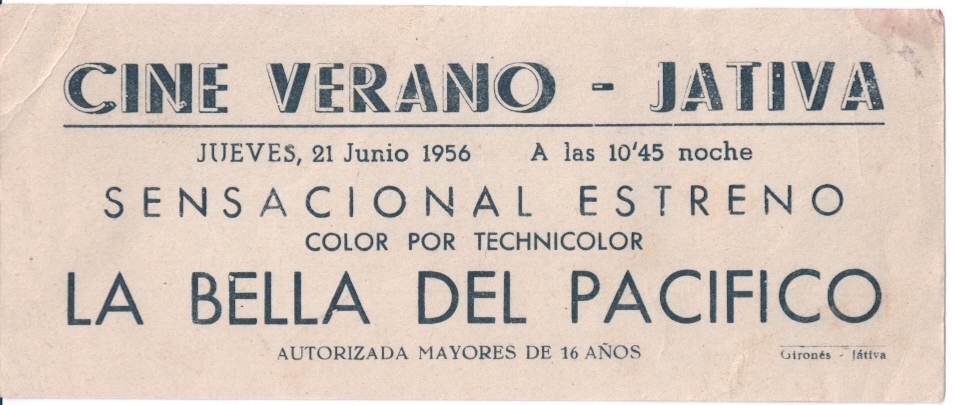 CINE VERANO - JATIVA
JUEVES, 21 Junio 1956 A las 10'45 noche
SENSACIONAL ESTRENO
COLOR POR TECHNICOLOR
LA BELLA DEL PACIFICO
AUTORIZADA MAYORES DE 16 AÑOS
Gironés - Játiva